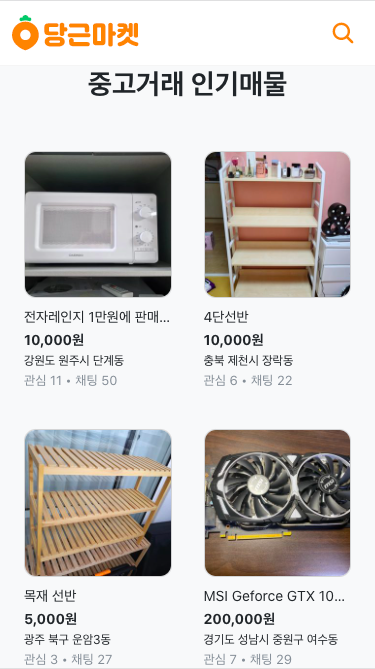 당근마켓
중고거래 인기매물
전자레인지 1만원에 판매...
10,000원
강원도 원주시 단계동
관심 11 • 채팅 50
4단선반
10,000원
충북 제천시 장락동
관심 6 • 채팅 22
목재 선반
5,000원
광주 북구 운암3동
관심 3 • 채팅 27
MSI Geforce GTX 10...
200,000원
경기도 성남시 중원구 여수동
관심 7 • 채팅 29